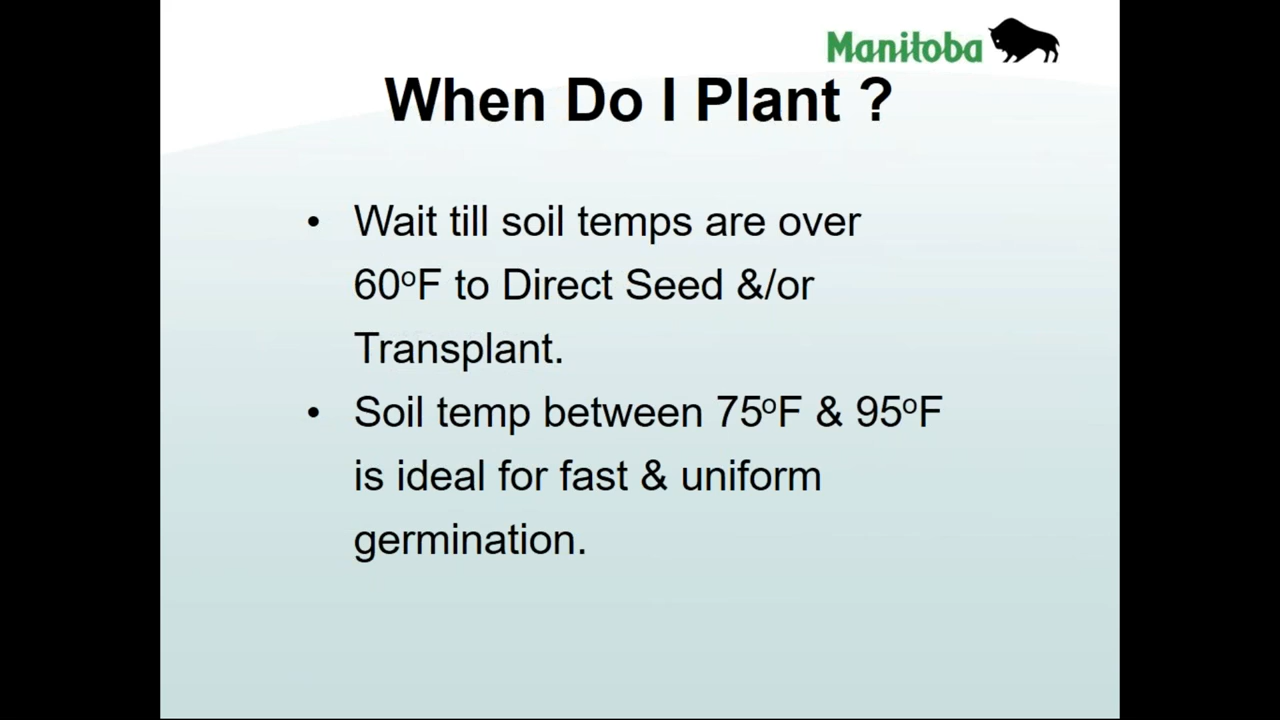 Manitoba
When Do I Plant ?
• Wait till soil temps are over
60ºF to Direct Seed &/or
Transplant.
• Soil temp between 75ºF & 95ºF
is ideal for fast & uniform
germination.